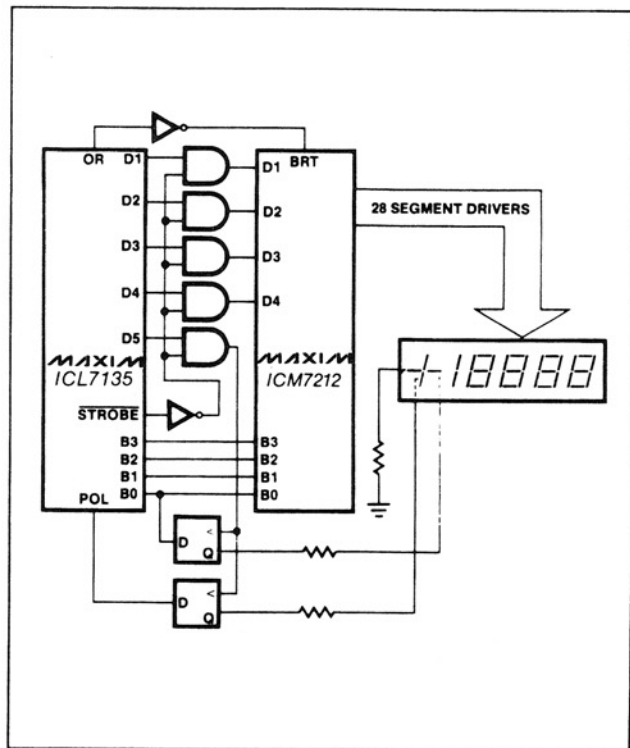 OR
BRT
D1
D1
D2
D2
D3
D3
D4
D4
D5
28 SEGMENT DRIVERS
MAXIM
ICL7135
MAXIM
ICM7212
+18888
STROBE
B3
B3
B2
B2
B1
B1
B0
B0
POL
D
<
Q
D
<
Q